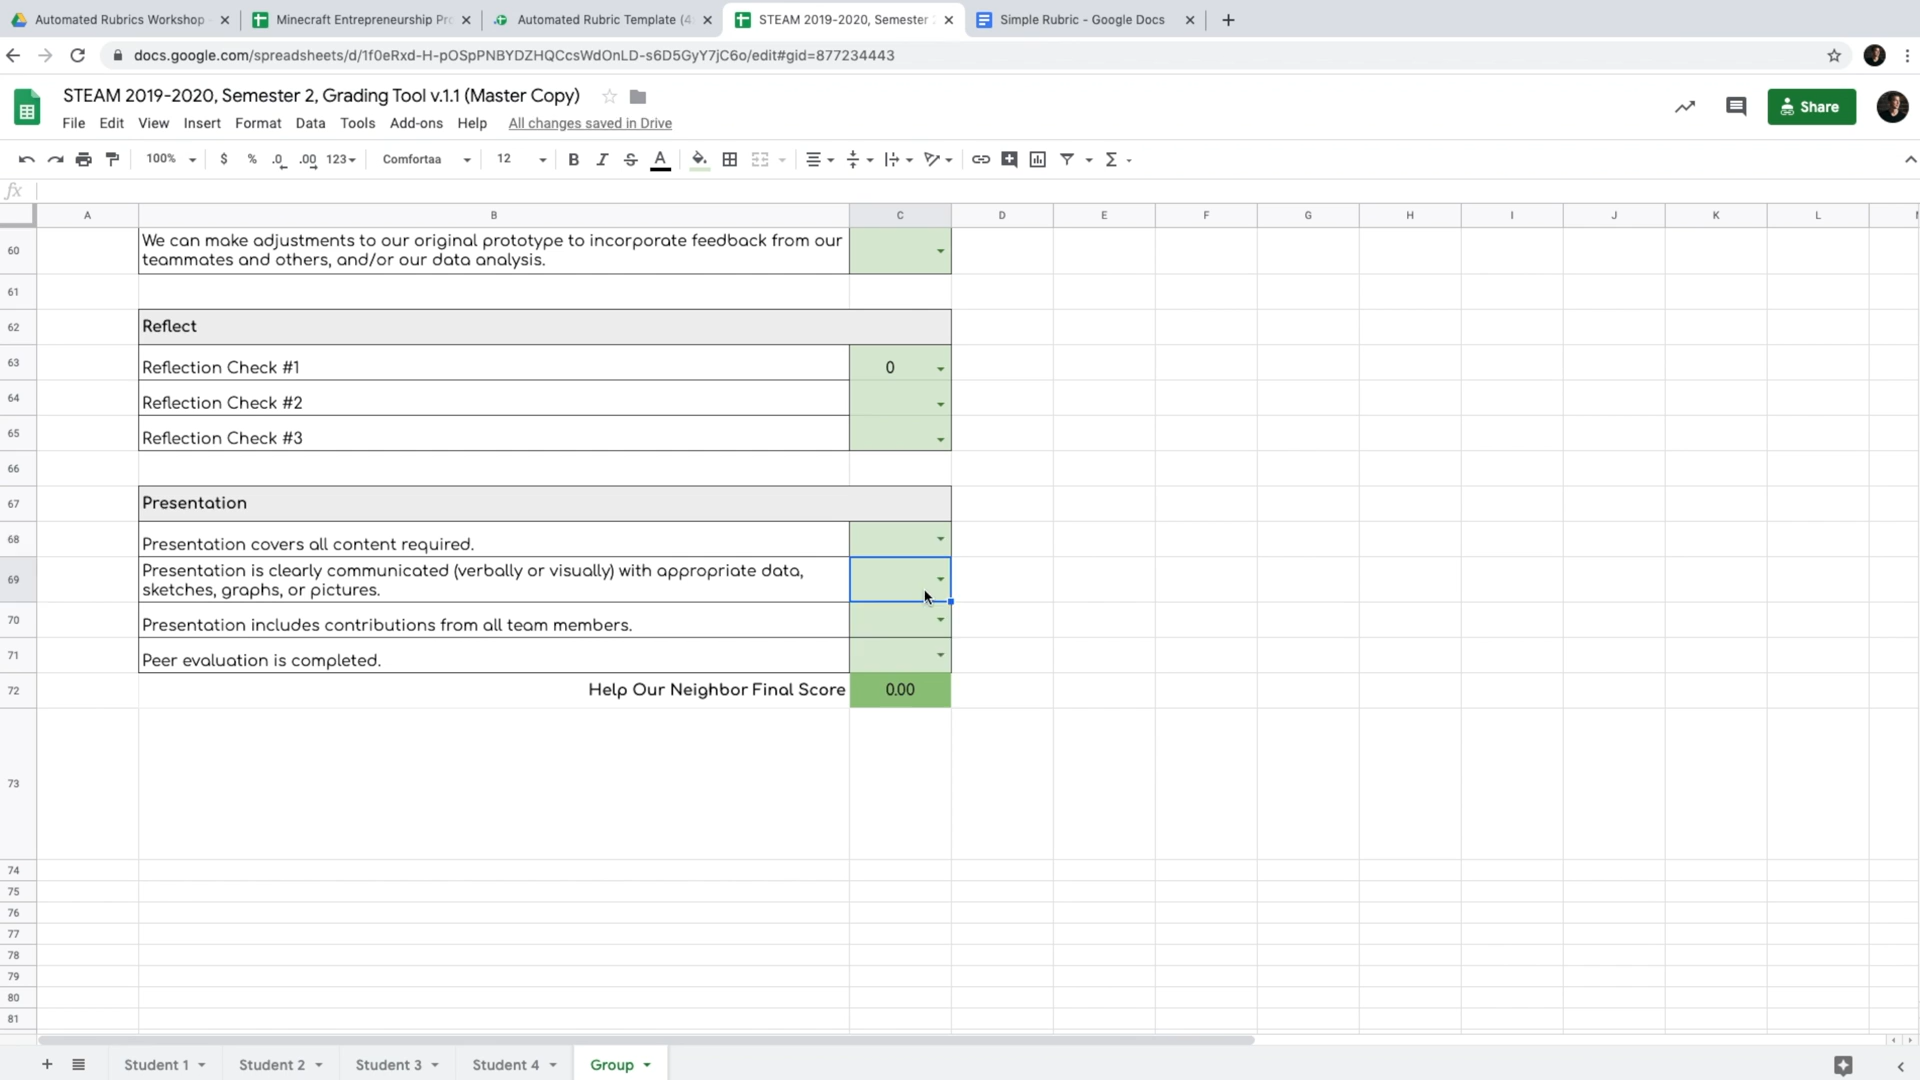 Automated Rubrics Workshop
Minecraft Entrepreneurship Pro
Automated Rubric Template (4
STEAM 2019-2020, Semester
Simple Rubric - Google Docs
docs.google.com/spreadsheets/d/1f0eRxd-H-pOSpPNBYDZHQCcsWdOnLD-s6D5GyY7jC6o/edit#gid=877234443
STEAM 2019-2020, Semester 2, Grading Tool v.1.1 (Master Copy)
Share
File Edit View Insert Format Data Tools Add-ons Help All changes saved in Drive
100% $ % .0 .00 123 Comfortaa 12 B I S A Σ
fx
A B C D E F G H I J K L
60 We can make adjustments to our original prototype to incorporate feedback from our
teammates and others, and/or our data analysis.
61
62 Reflect
63 Reflection Check #1 0
64 Reflection Check #2
65 Reflection Check #3
66
67 Presentation
68 Presentation covers all content required.
69 Presentation is clearly communicated (verbally or visually) with appropriate data,
sketches, graphs, or pictures.
70 Presentation includes contributions from all team members.
71 Peer evaluation is completed.
72 Help Our Neighbor Final Score 0.00
73
74
75
76
77
78
79
80
81
Student 1 Student 2 Student 3 Student 4 Group